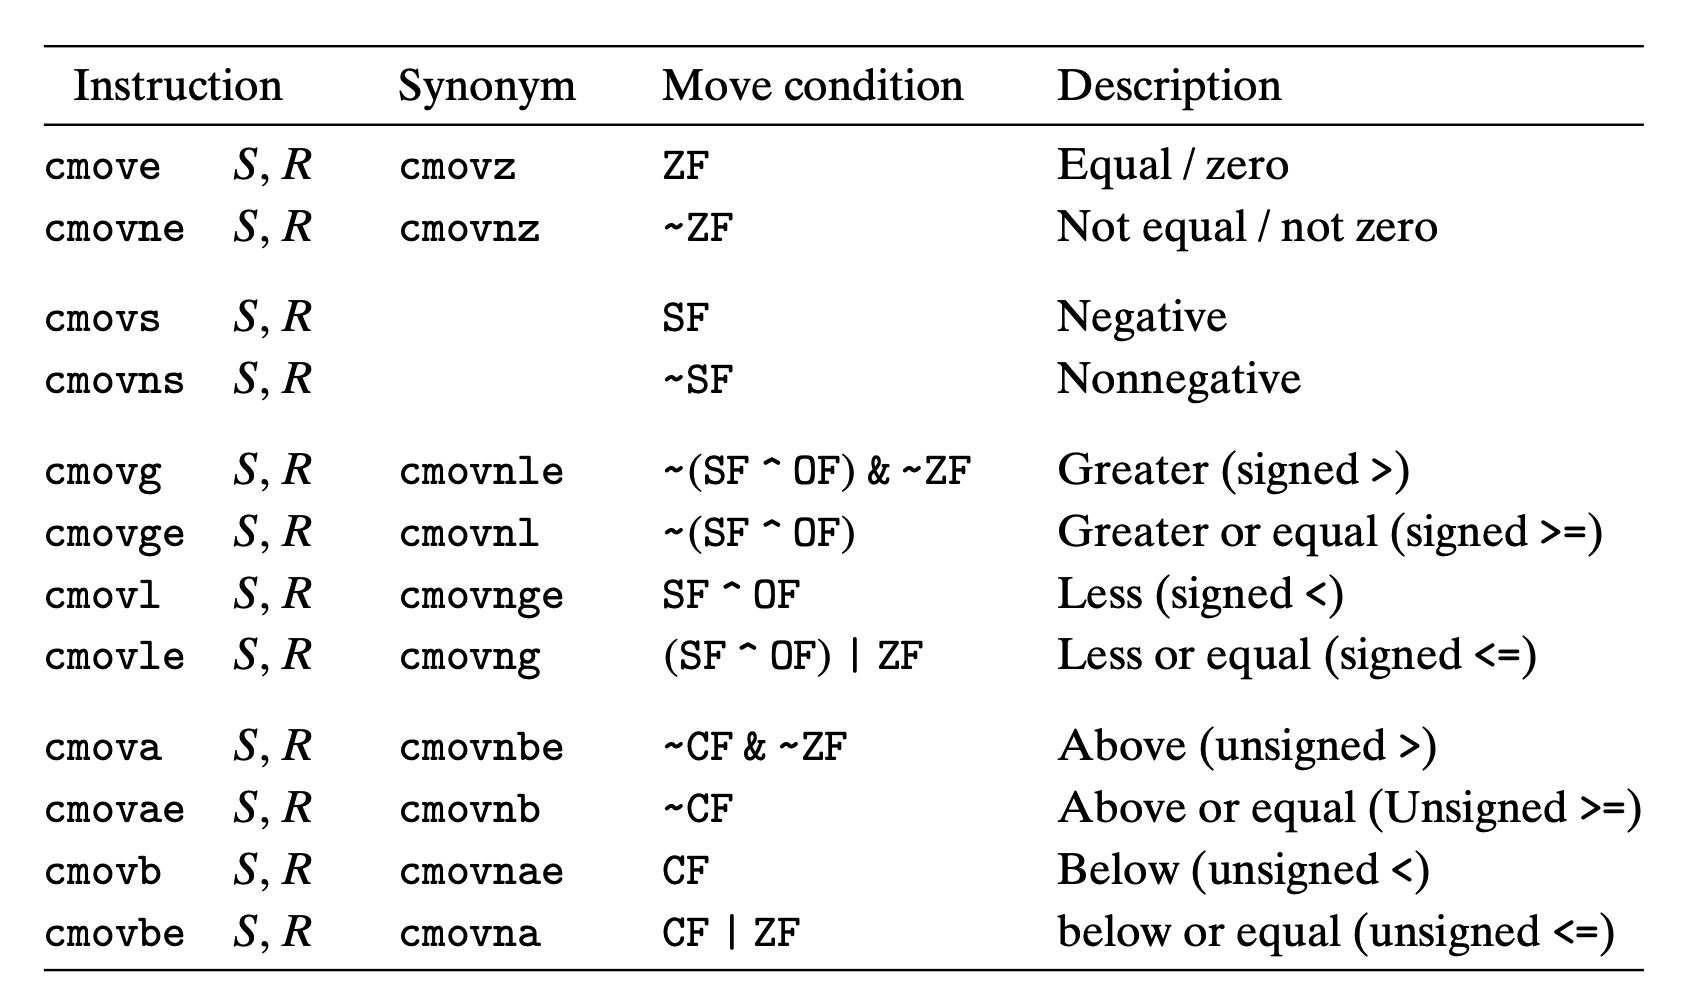 Instruction Synonym Move condition Description
cmove S, R cmovz ZF Equal / zero
cmovne S, R cmovnz ~ZF Not equal / not zero
cmovs S, R SF Negative
cmovns S, R ~SF Nonnegative
cmovg S, R cmovnle ~(SF ^ OF) & ~ZF Greater (signed >)
cmovge S, R cmovnl ~(SF ^ OF) Greater or equal (signed >=)
cmovl S, R cmovnge SF ^ OF Less (signed <)
cmovle S, R cmovng (SF ^ OF) | ZF Less or equal (signed <=)
cmova S, R cmovnbe ~CF & ~ZF Above (unsigned >)
cmovae S, R cmovnb ~CF Above or equal (Unsigned >=)
cmovb S, R cmovnae CF Below (unsigned <)
cmovbe S, R cmovna CF | ZF below or equal (unsigned <=)